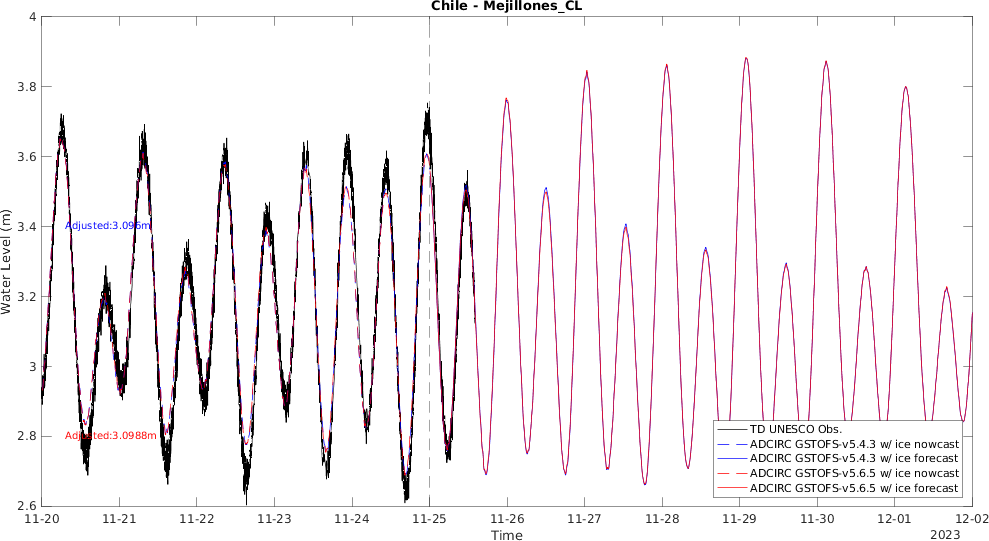 Chile - Mejillones_CL
Water Level (m)
4
3.8
3.6
3.4
3.2
3
2.8
2.6
Adjusted:3.096m
Adjusted:3.0988m
TD UNESCO Obs.
ADCIRC GSTOFS-v5.4.3 w/ ice nowcast
ADCIRC GSTOFS-v5.4.3 w/ ice forecast
ADCIRC GSTOFS-v5.6.5 w/ ice nowcast
ADCIRC GSTOFS-v5.6.5 w/ ice forecast
11-20 11-21 11-22 11-23 11-24 11-25 11-26 11-27 11-28 11-29 11-30 12-01 12-02
Time
2023